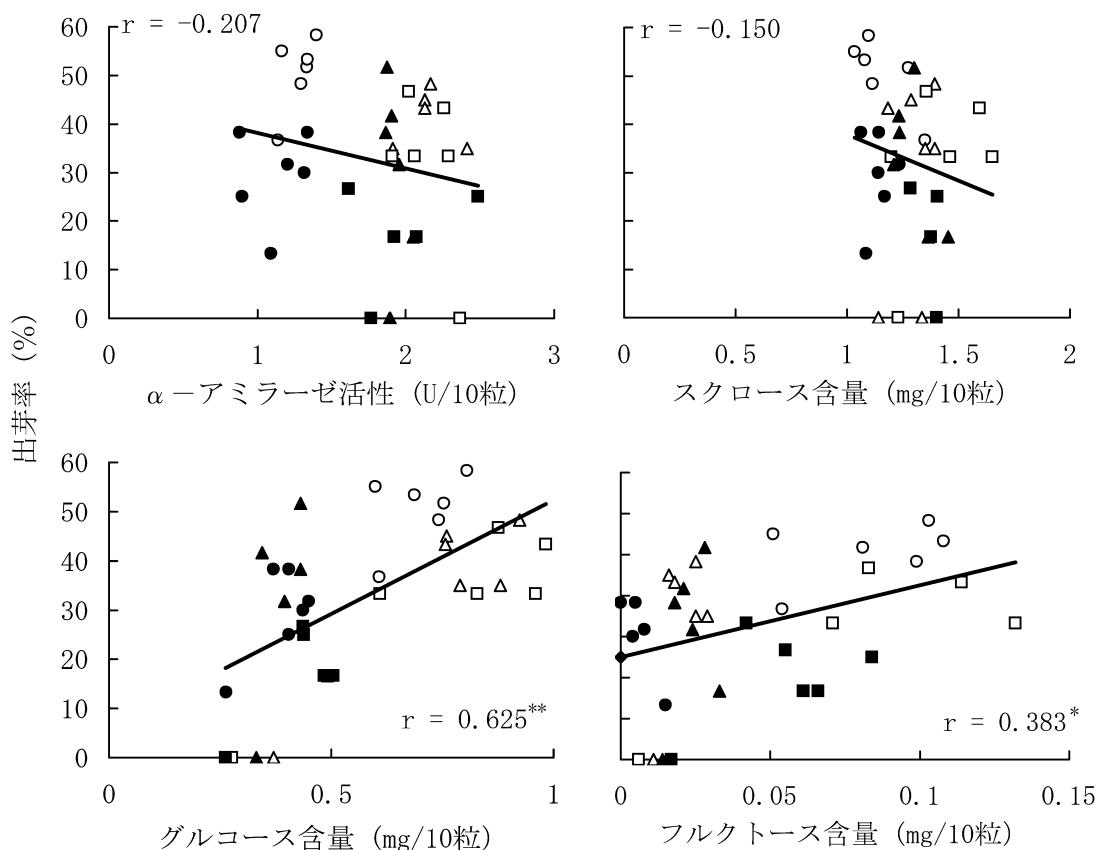 出芽率 (%)
r = -0.207
60
50
40
30
20
10
0
0 1 2 3
α－アミラーゼ活性 (U/10粒)
r = -0.150
0 0.5 1 1.5 2
スクロース含量 (mg/10粒)
60
50
40
30
20
10
0
r = 0.625**
0 0.5 1
グルコース含量 (mg/10粒)
r = 0.383*
0 0.05 0.1 0.15
フルクトース含量 (mg/10粒)